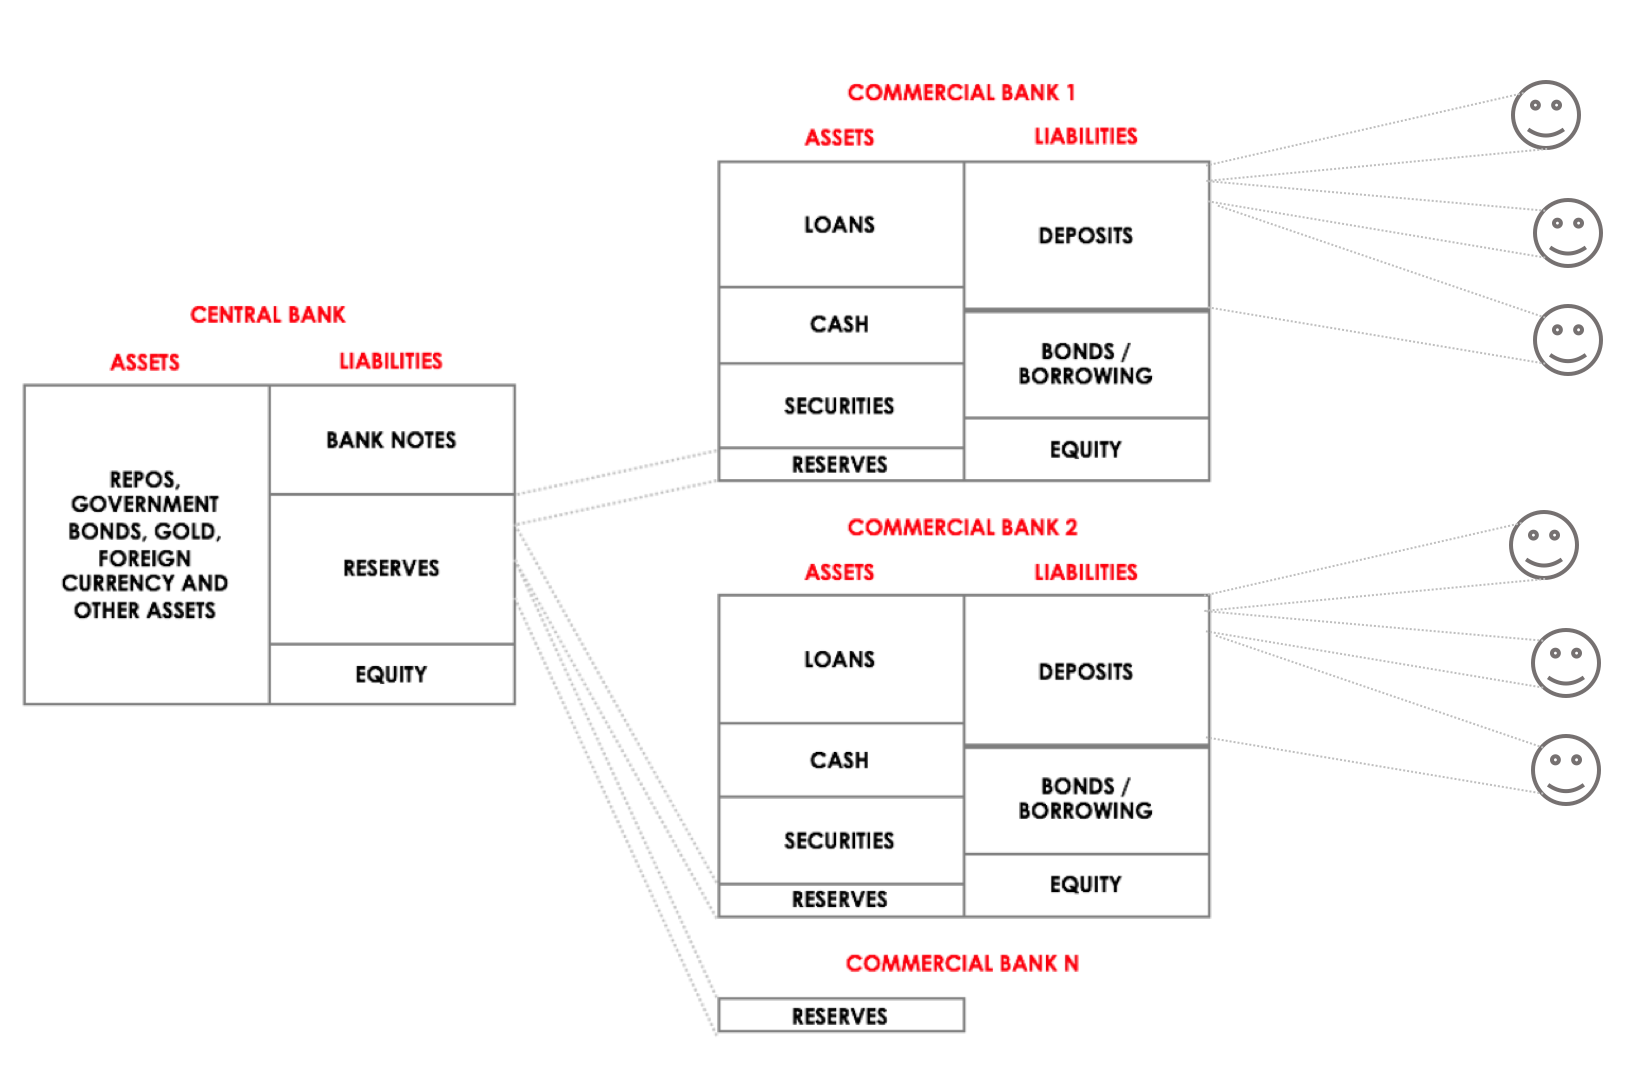 CENTRAL BANK
ASSETS
LIABILITIES
REPOS,
GOVERNMENT
BONDS, GOLD,
FOREIGN
CURRENCY AND
OTHER ASSETS
BANK NOTES
RESERVES
EQUITY
COMMERCIAL BANK 1
ASSETS
LIABILITIES
LOANS
CASH
SECURITIES
RESERVES
DEPOSITS
BONDS /
BORROWING
EQUITY
COMMERCIAL BANK 2
ASSETS
LIABILITIES
LOANS
CASH
SECURITIES
RESERVES
DEPOSITS
BONDS /
BORROWING
EQUITY
COMMERCIAL BANK N
RESERVES